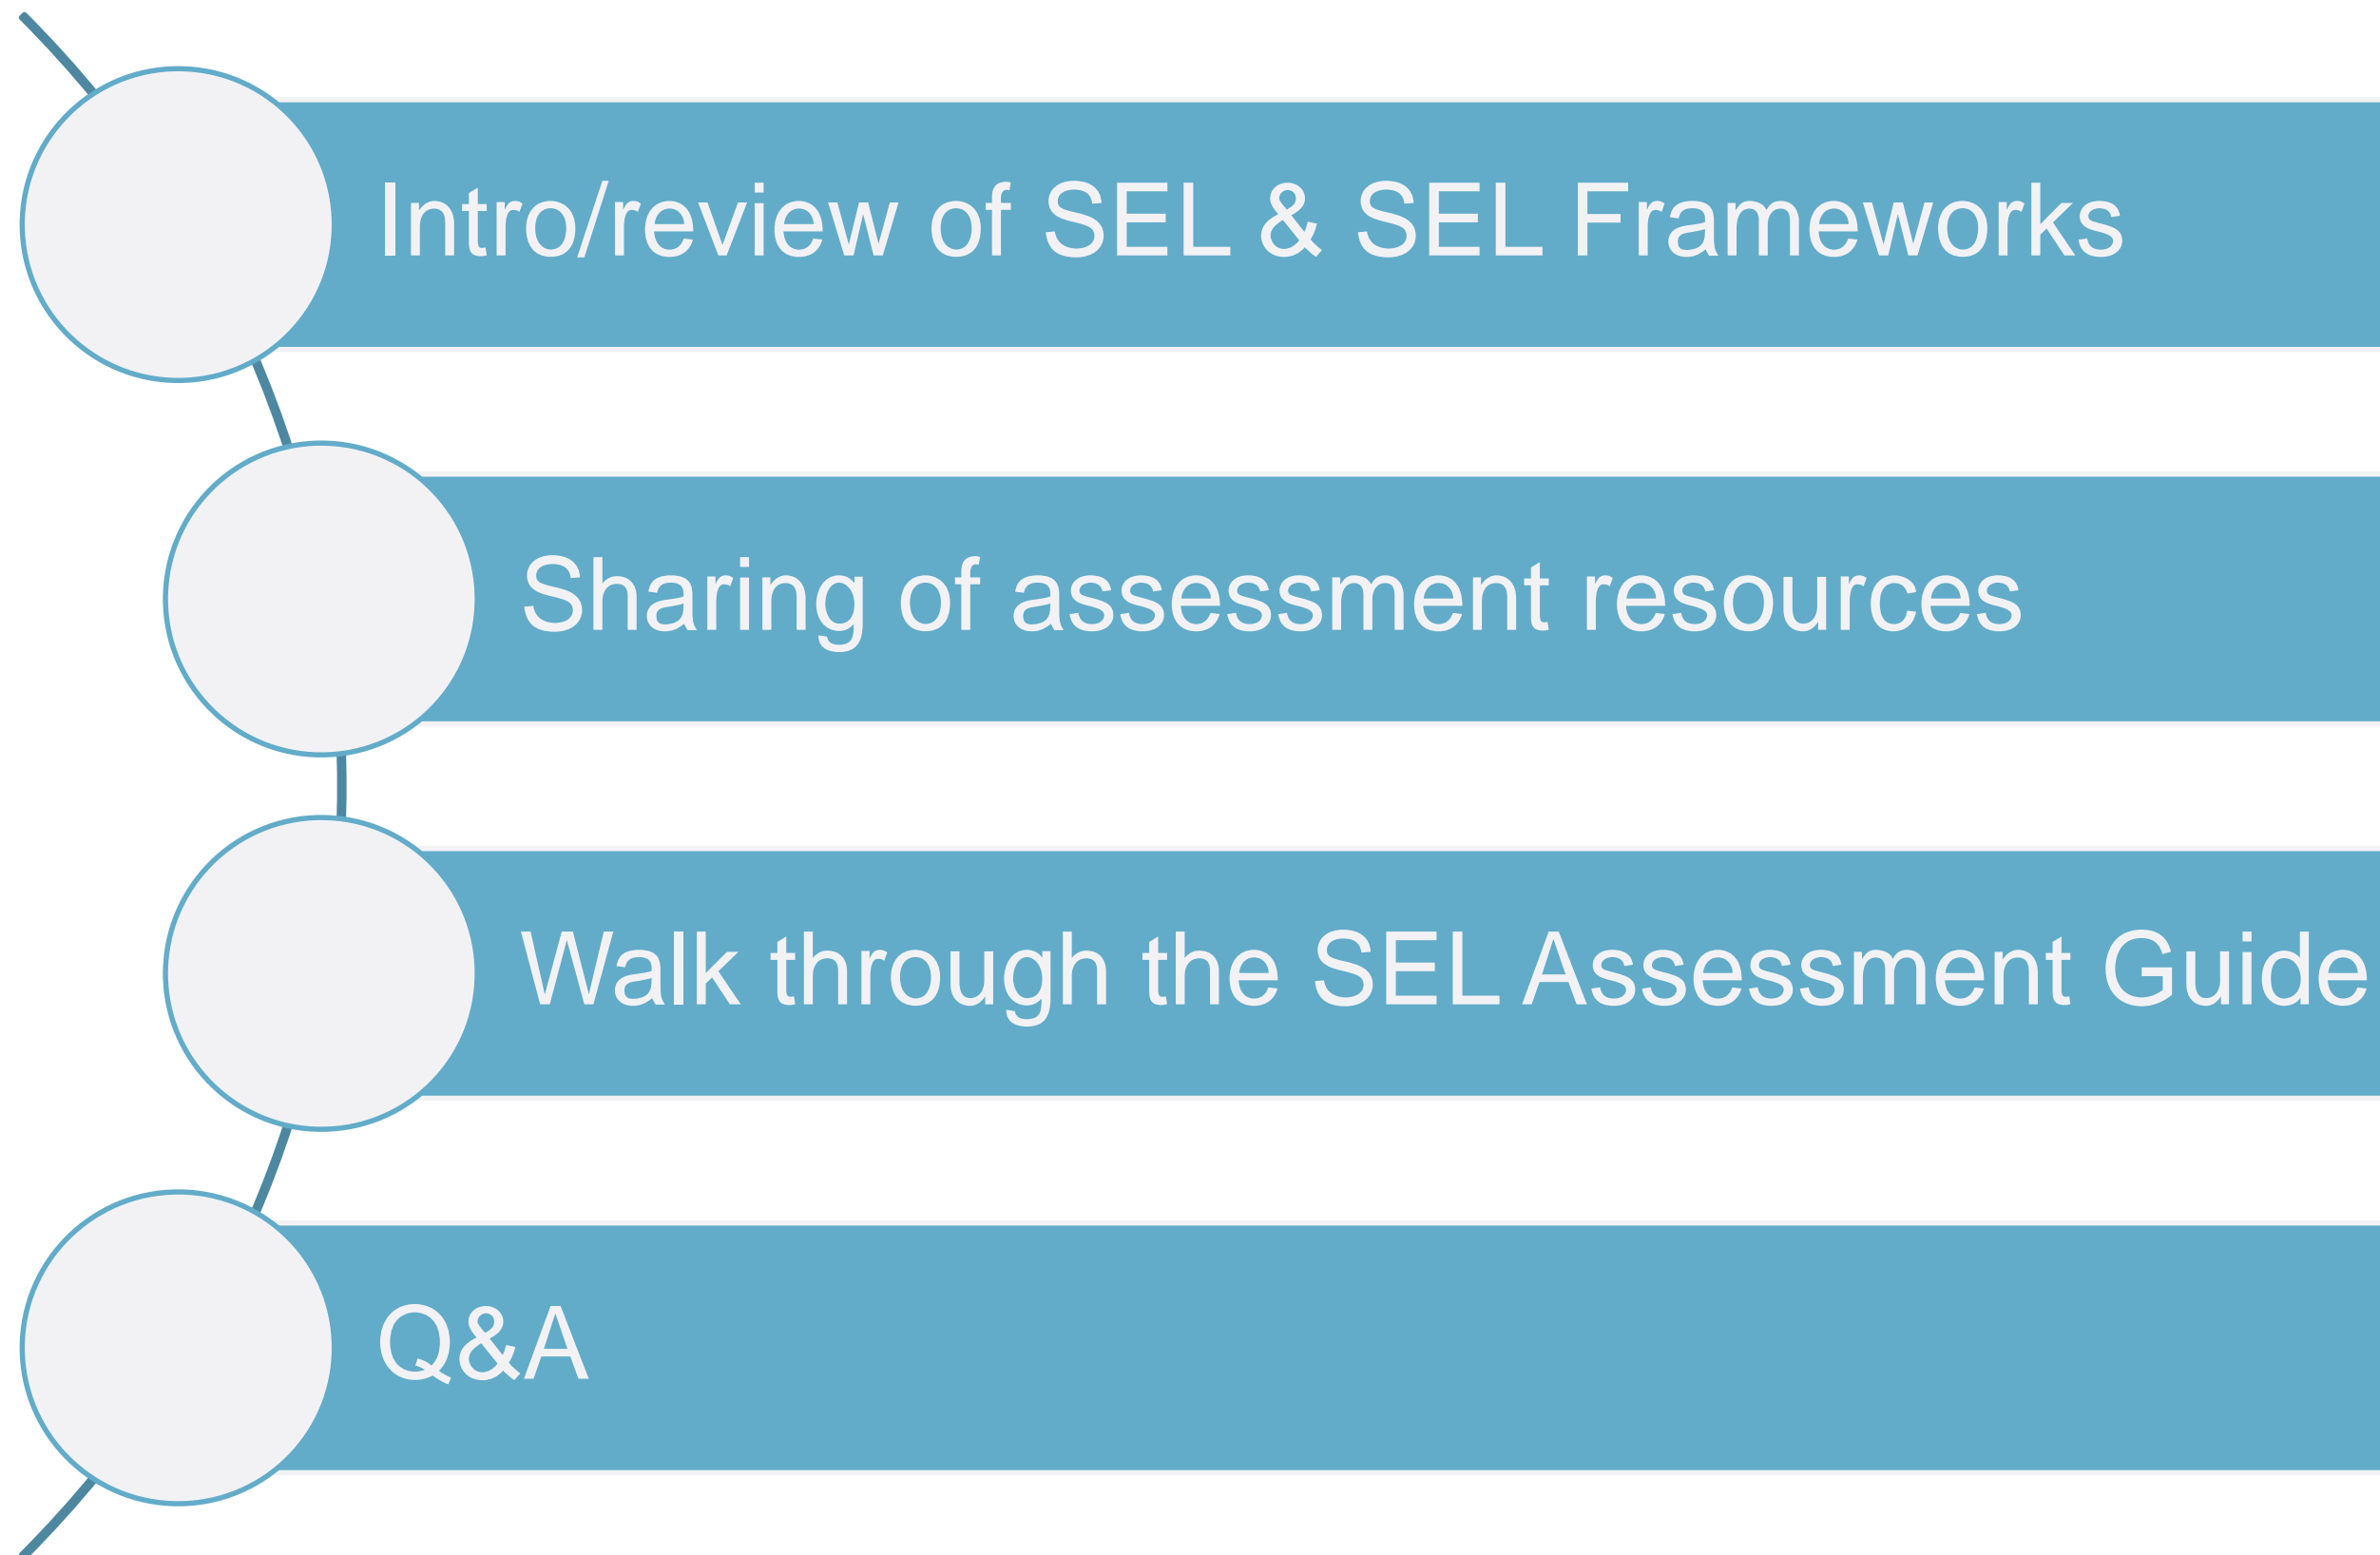 Intro/review of SEL & SEL Frameworks
Sharing of assessment resources
Walk through the SEL Assessment Guide
Q&A